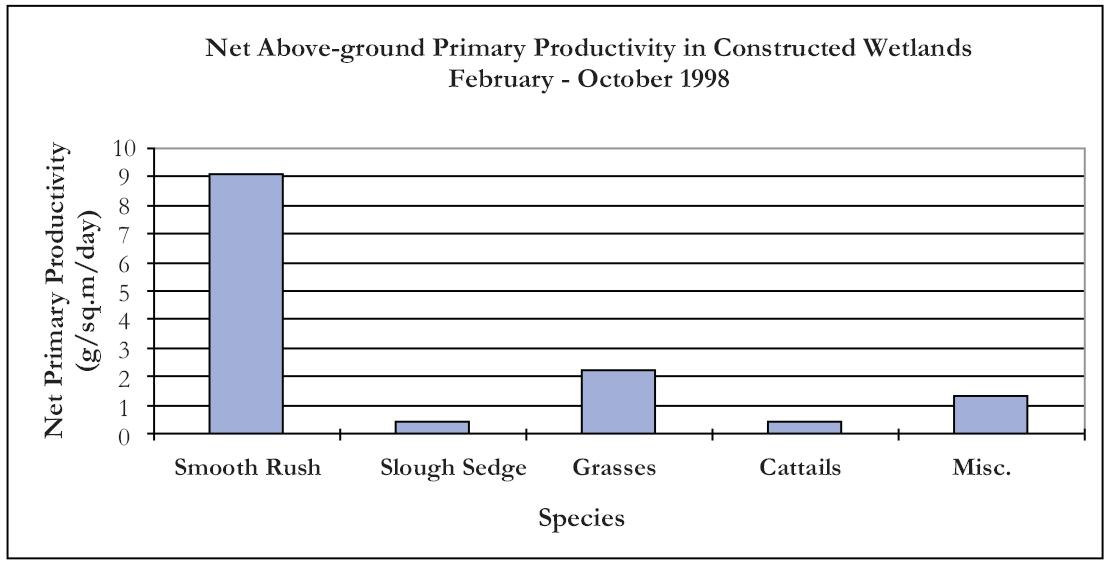 Net Above-ground Primary Productivity in Constructed Wetlands
February - October 1998
Net Primary Productivity
(g/sq.m/day)
10
9
8
7
6
5
4
3
2
1
0
Smooth Rush
Slough Sedge
Grasses
Cattails
Misc.
Species